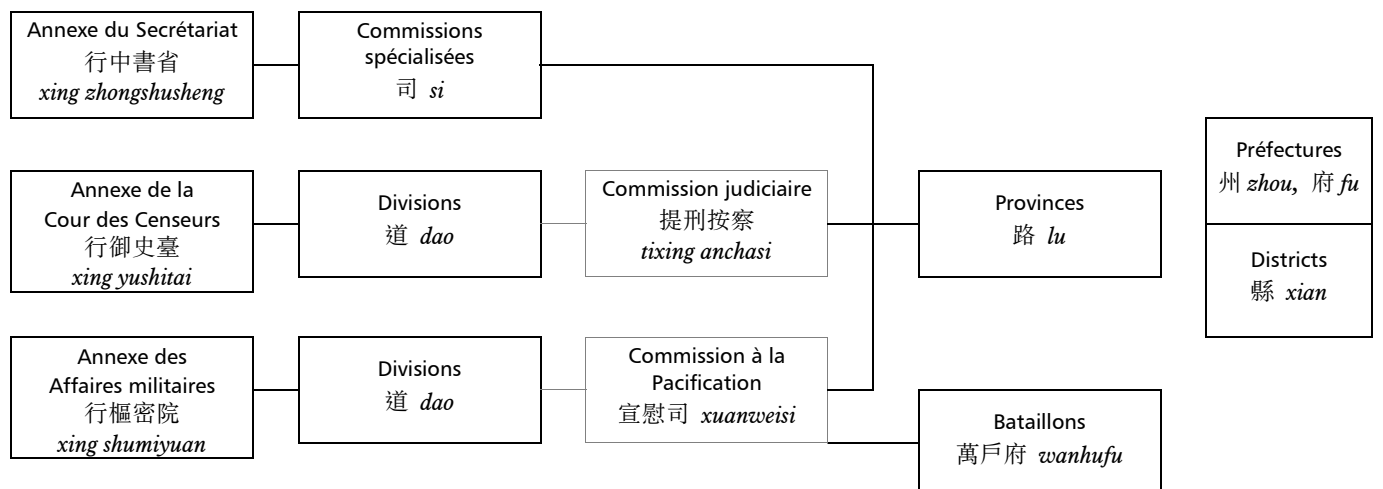 Annexe du Secrétariat
行中書省
xing zhongshusheng
Commissions
spécialisées
司 si
Annexe de la
Cour des Censeurs
行御史臺
xing yushitai
Divisions
道 dao
Commission judiciaire
提刑按察
tixing anchasi
Provinces
路 lu
Préfectures
州 zhou, 府 fu
Districts
縣 xian
Annexe des
Affaires militaires
行樞密院
xing shumiyuan
Divisions
道 dao
Commission à la
Pacification
宣慰司 xuanweisi
Bataillons
萬戶府 wanhufu